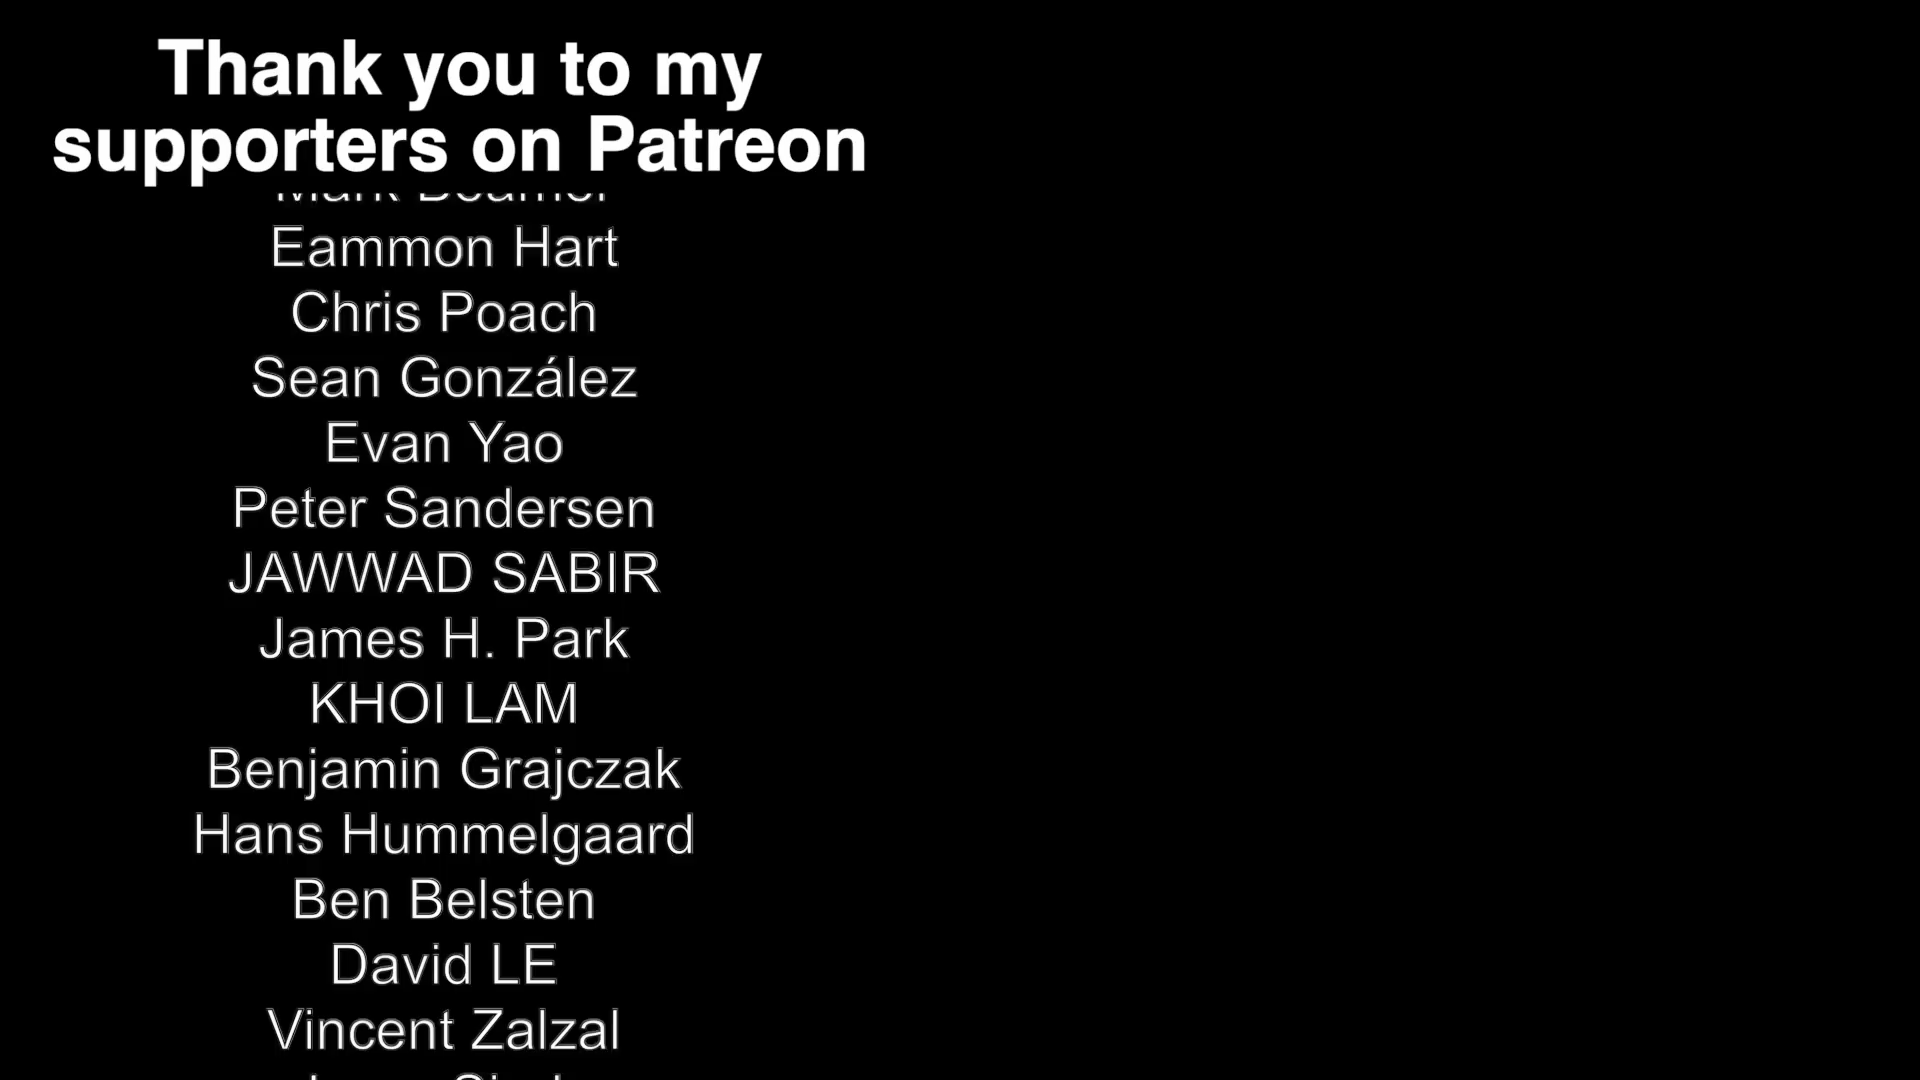 Thank you to my
supporters on Patreon
Eammon Hart
Chris Poach
Sean González
Evan Yao
Peter Sandersen
JAWWAD SABIR
James H. Park
KHOI LAM
Benjamin Grajczak
Hans Hummelgaard
Ben Belsten
David LE
Vincent Zalzal